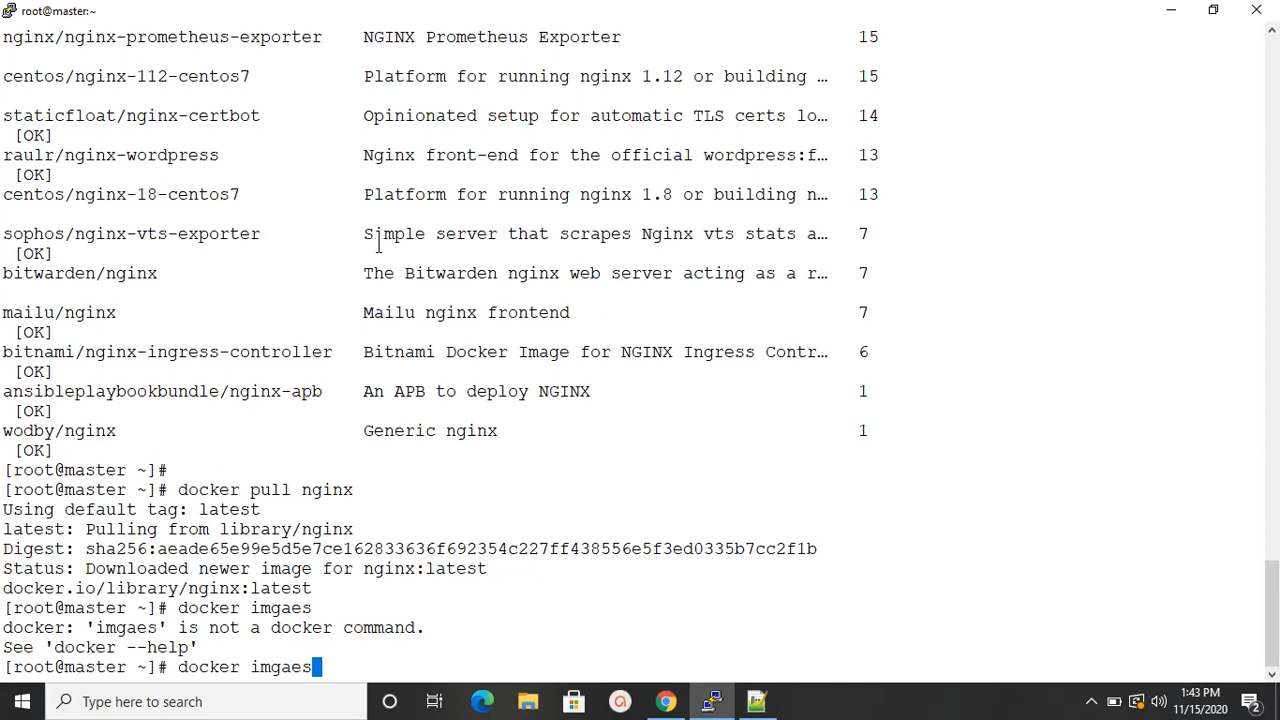 root@master:~
nginx/nginx-prometheus-exporter NGINX Prometheus Exporter 15
centos/nginx-112-centos7 Platform for running nginx 1.12 or building … 15
staticfloat/nginx-certbot Opinionated setup for automatic TLS certs lo… 14
[OK]
raulr/nginx-wordpress Nginx front-end for the official wordpress:f… 13
[OK]
centos/nginx-18-centos7 Platform for running nginx 1.8 or building n… 13
sophos/nginx-vts-exporter Simple server that scrapes Nginx vts stats a… 7
[OK]
bitwarden/nginx The Bitwarden nginx web server acting as a r… 7
mailu/nginx Mailu nginx frontend 7
[OK]
bitnami/nginx-ingress-controller Bitnami Docker Image for NGINX Ingress Contr… 6
[OK]
ansibleplaybookbundle/nginx-apb An APB to deploy NGINX 1
[OK]
wodby/nginx Generic nginx 1
[OK]
[root@master ~]#
[root@master ~]# docker pull nginx
Using default tag: latest
latest: Pulling from library/nginx
Digest: sha256:aeade65e99e5d5e7ce162833636f692354c227ff438556e5f3ed0335b7cc2f1b
Status: Downloaded newer image for nginx:latest
docker.io/library/nginx:latest
[root@master ~]# docker imgaes
docker: 'imgaes' is not a docker command.
See 'docker --help'
[root@master ~]# docker imgaes
Type here to search
1:43 PM
11/15/2020
2